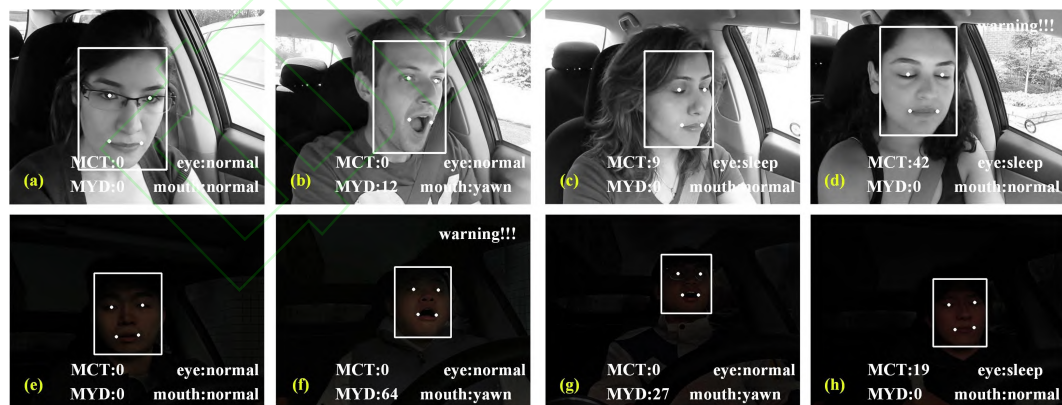 MCT:0 eye:normal
(a) MYD:0 mouth:normal
MCT:0 eye:normal
(b) MYD:12 mouth:yawn
MCT:9 eye:sleep
(c) MYD:0 mouth:normal
warning!!!
MCT:42 eye:sleep
(d) MYD:0 mouth:normal
MCT:0 eye:normal
(e) MYD:0 mouth:normal
warning!!!
MCT:0 eye:normal
(f) MYD:64 mouth:yawn
MCT:0 eye:normal
(g) MYD:27 mouth:yawn
MCT:19 eye:sleep
(h) MYD:0 mouth:normal